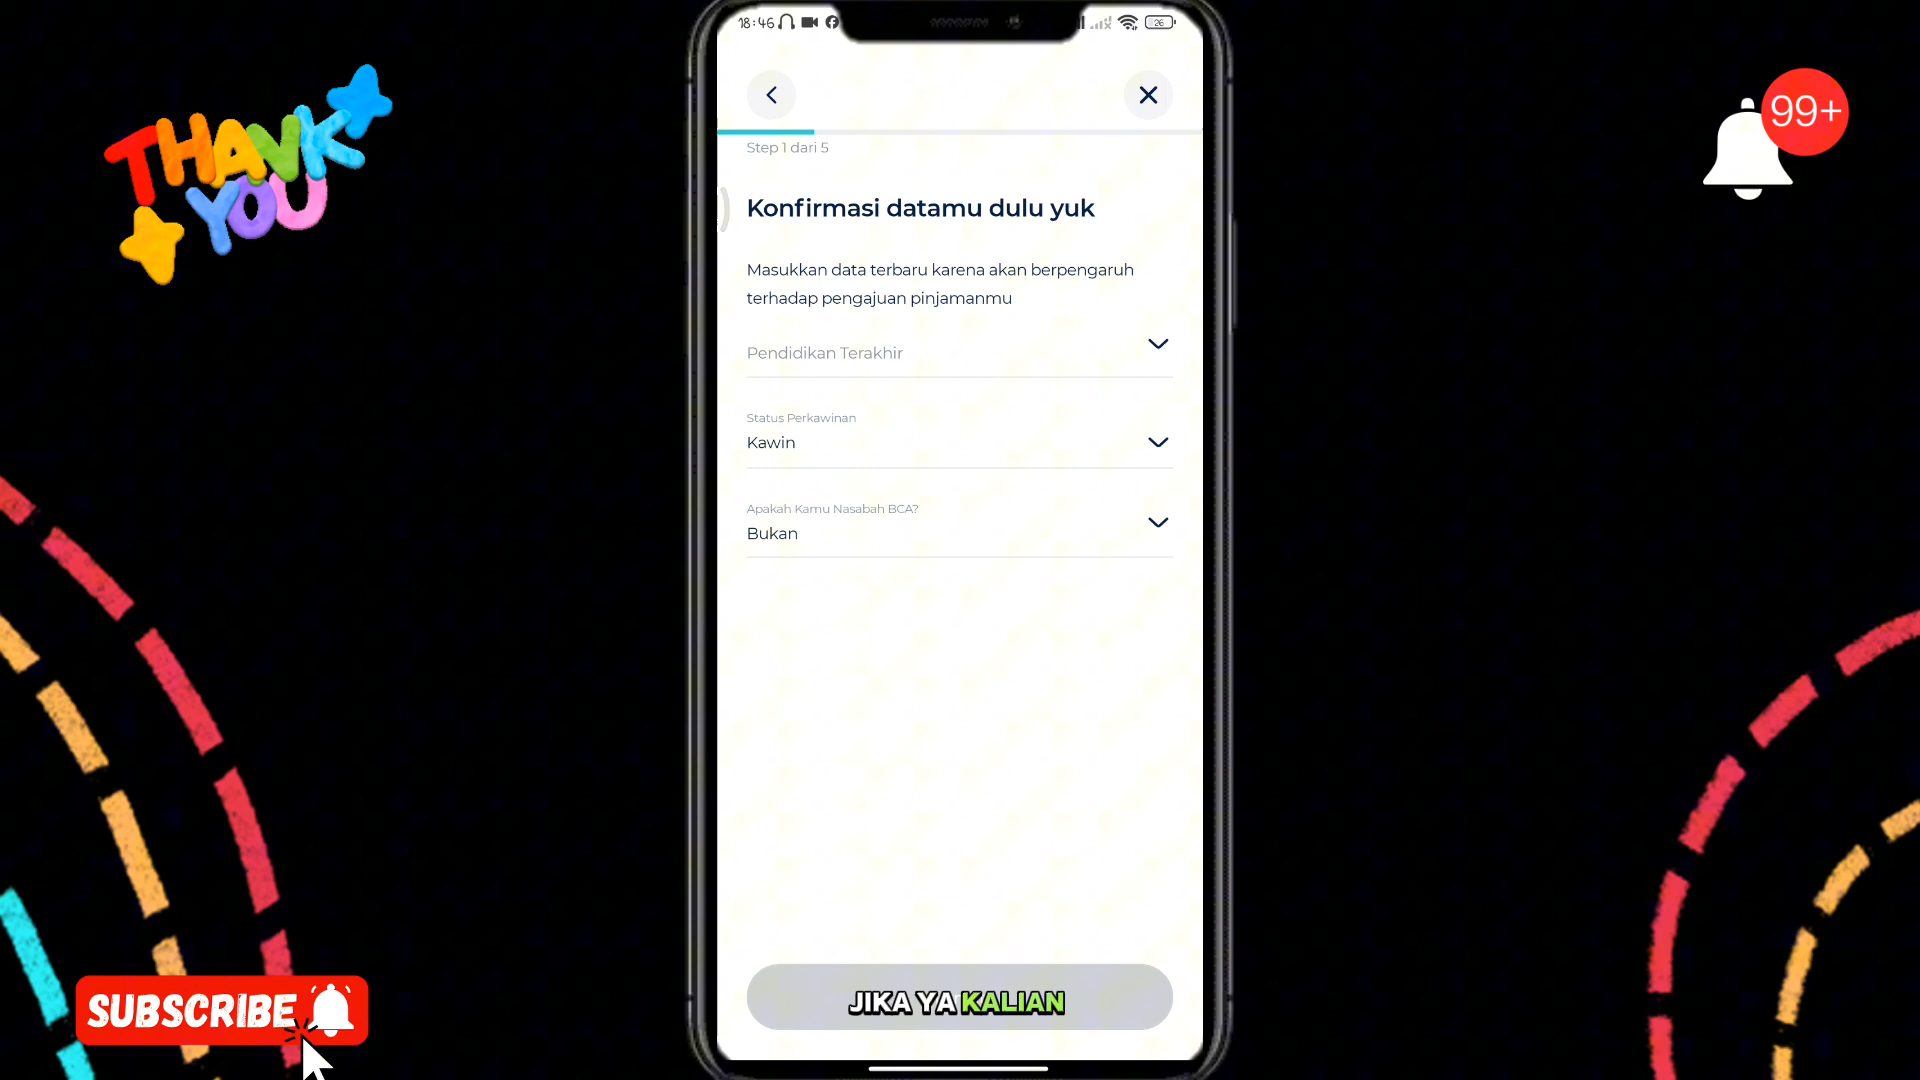 18:46
26
THANK
YOU
99+
Step 1 dari 5
Konfirmasi datamu dulu yuk
Masukkan data terbaru karena akan berpengaruh
terhadap pengajuan pinjamanmu
Pendidikan Terakhir
Status Perkawinan
Kawin
Apakah Kamu Nasabah BCA?
Bukan
JIKA YA KALIAN
SUBSCRIBE